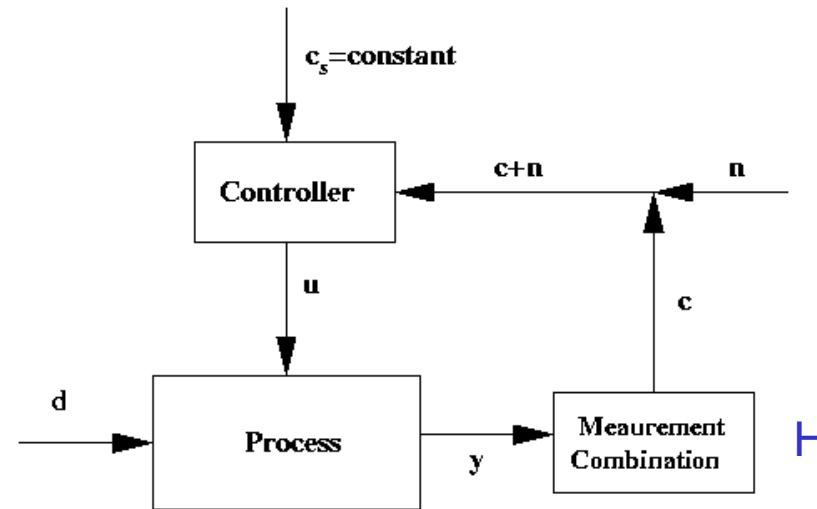 c_s=constant
Controller
c+n
n
u
c
d
Process
y
Meaurement
Combination